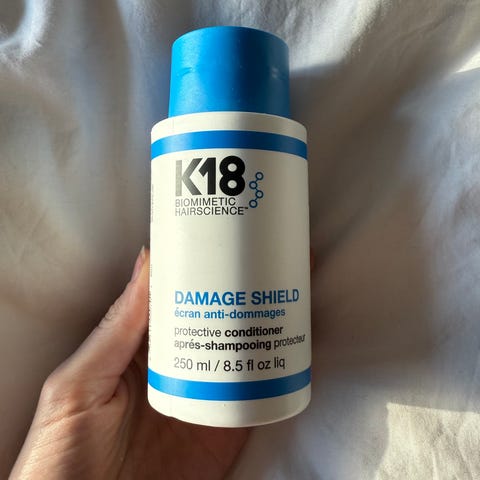 K18
BIOMIMETIC
HAIRSCIENCE™
DAMAGE SHIELD
écran anti-dommages
protective conditioner
aprés-shampooing protecteur
250 ml / 8.5 fl oz liq